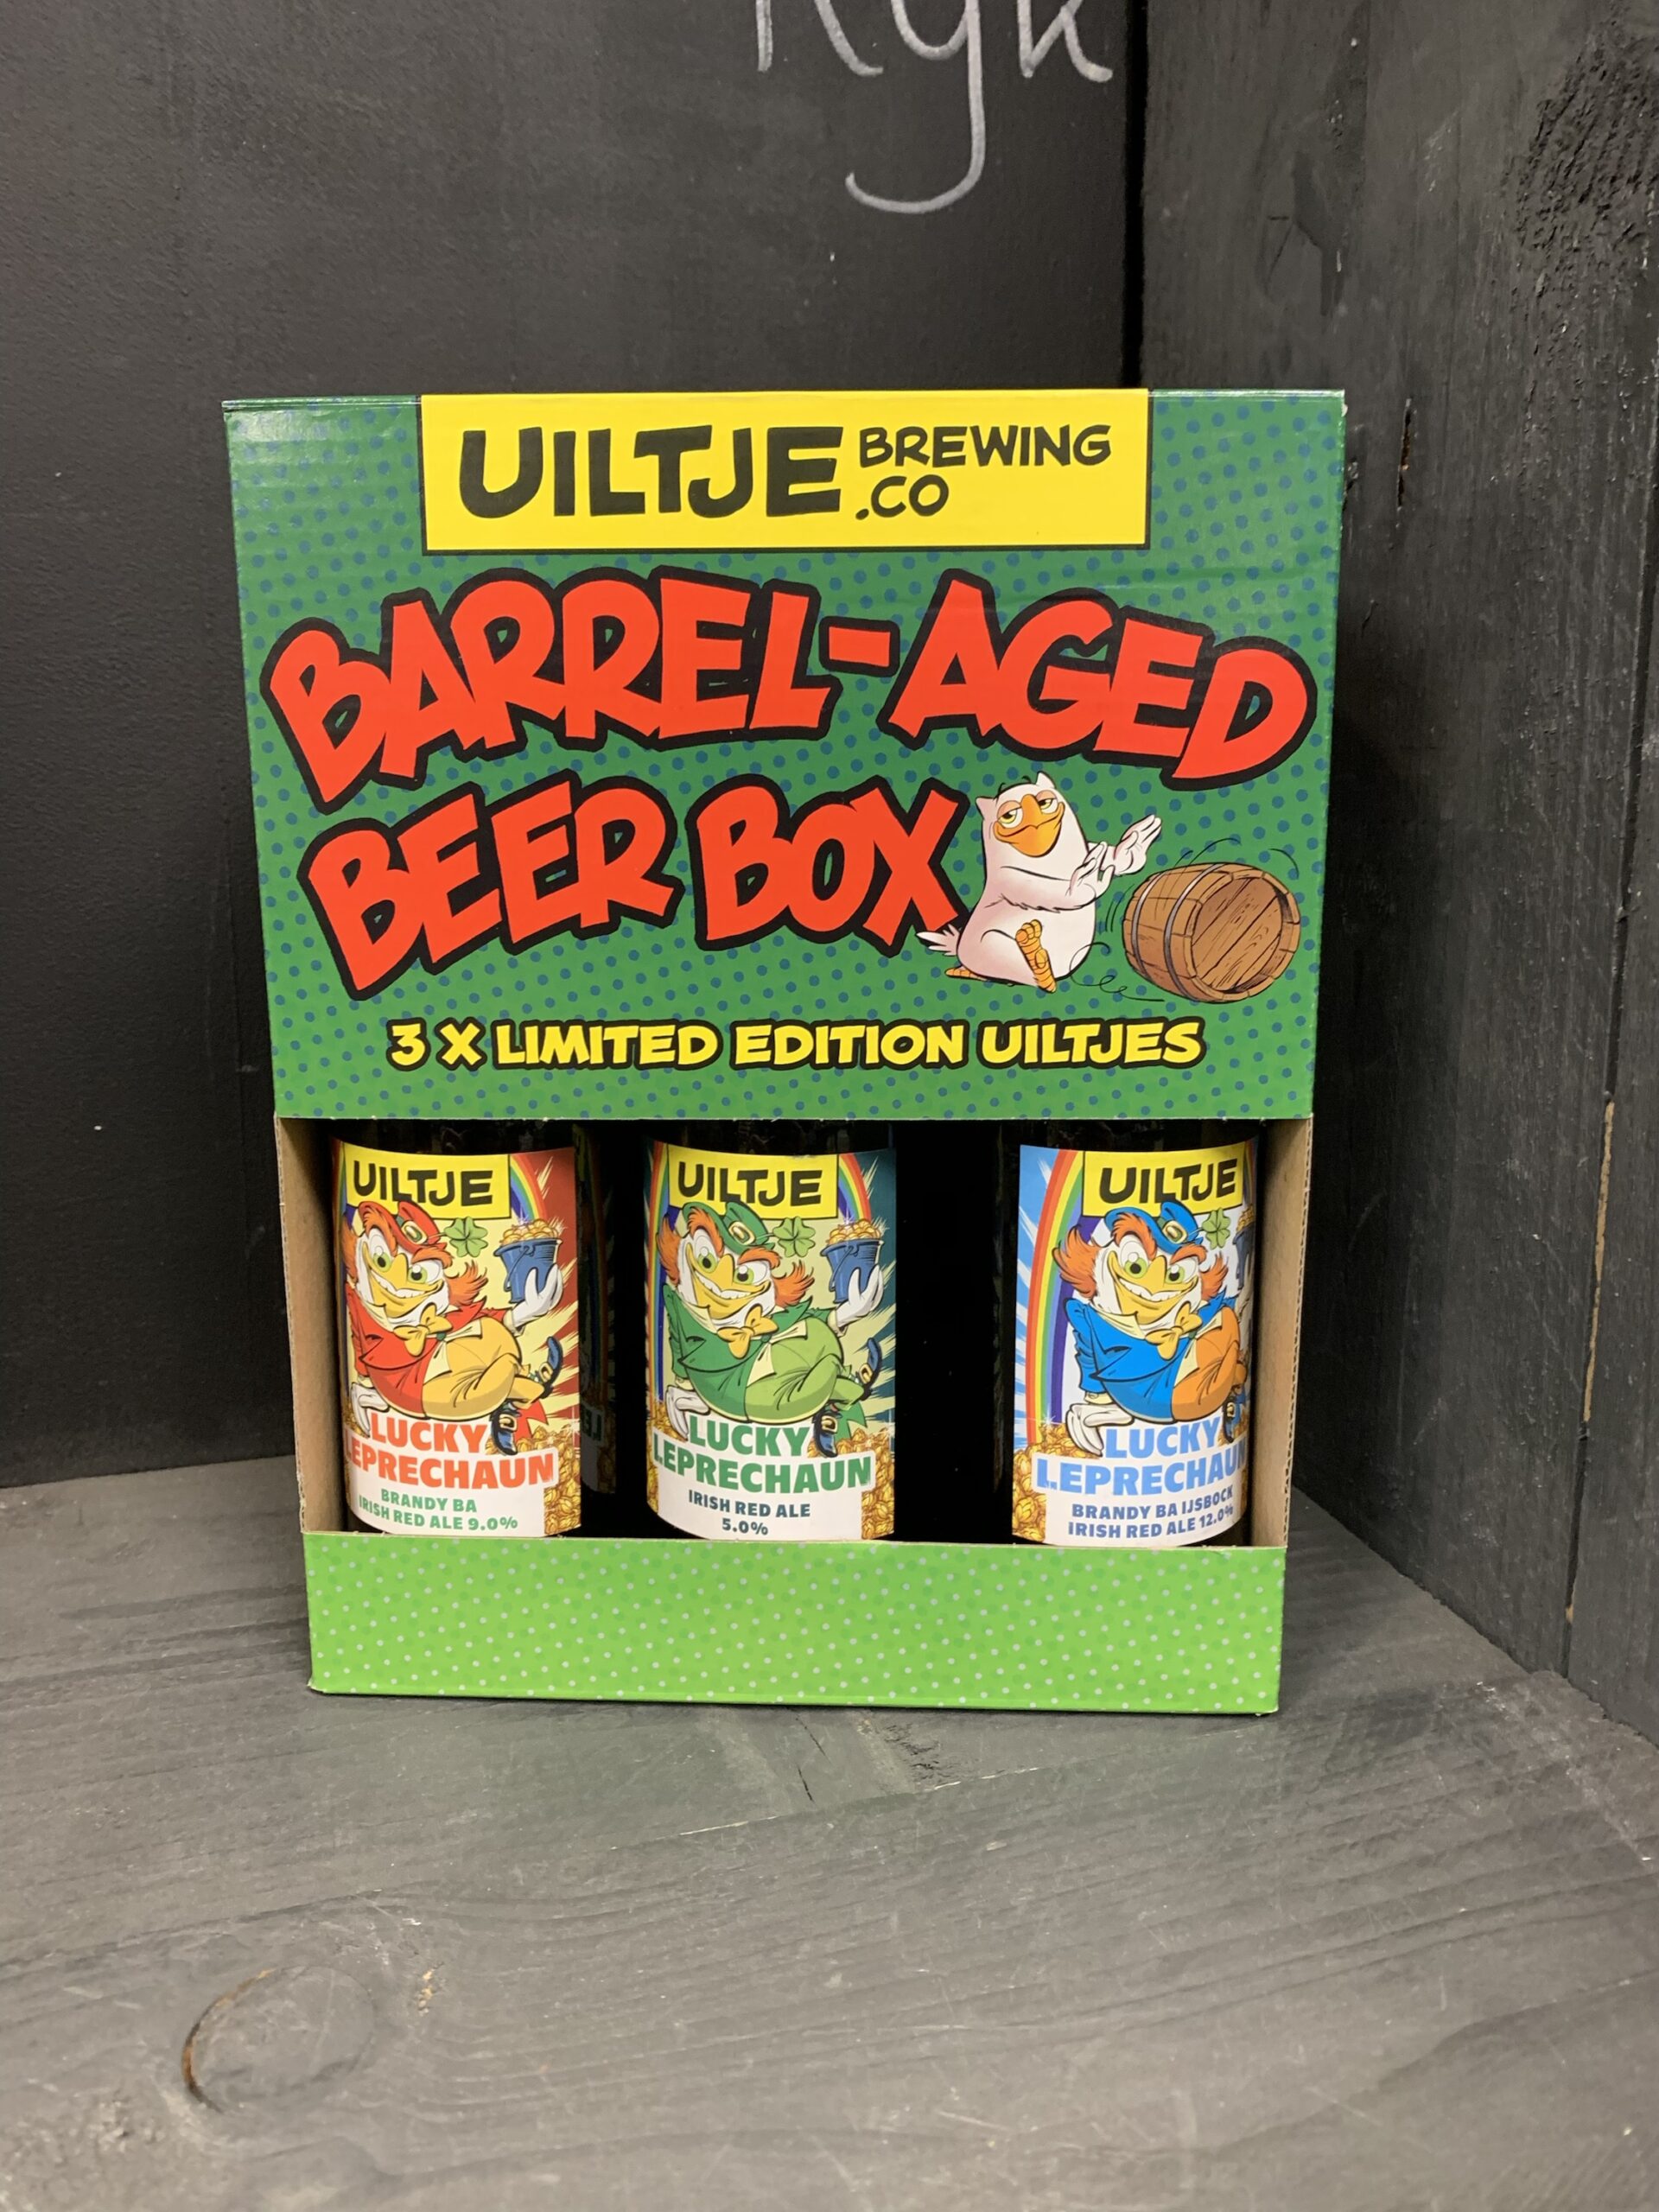 UILTJE BREWING
.CO
BARREL-AGED
BEER BOX
3 X LIMITED EDITION UILTJES
UILTJE
LUCKY
LEPRECHAUN
BRANDY BA
IRISH RED ALE 9.0%
UILTJE
LUCKY
LEPRECHAUN
IRISH RED ALE
5.0%
UILTJE
LUCKY
LEPRECHAUN
BRANDY BA IJSBOCK
IRISH RED ALE 12.0%